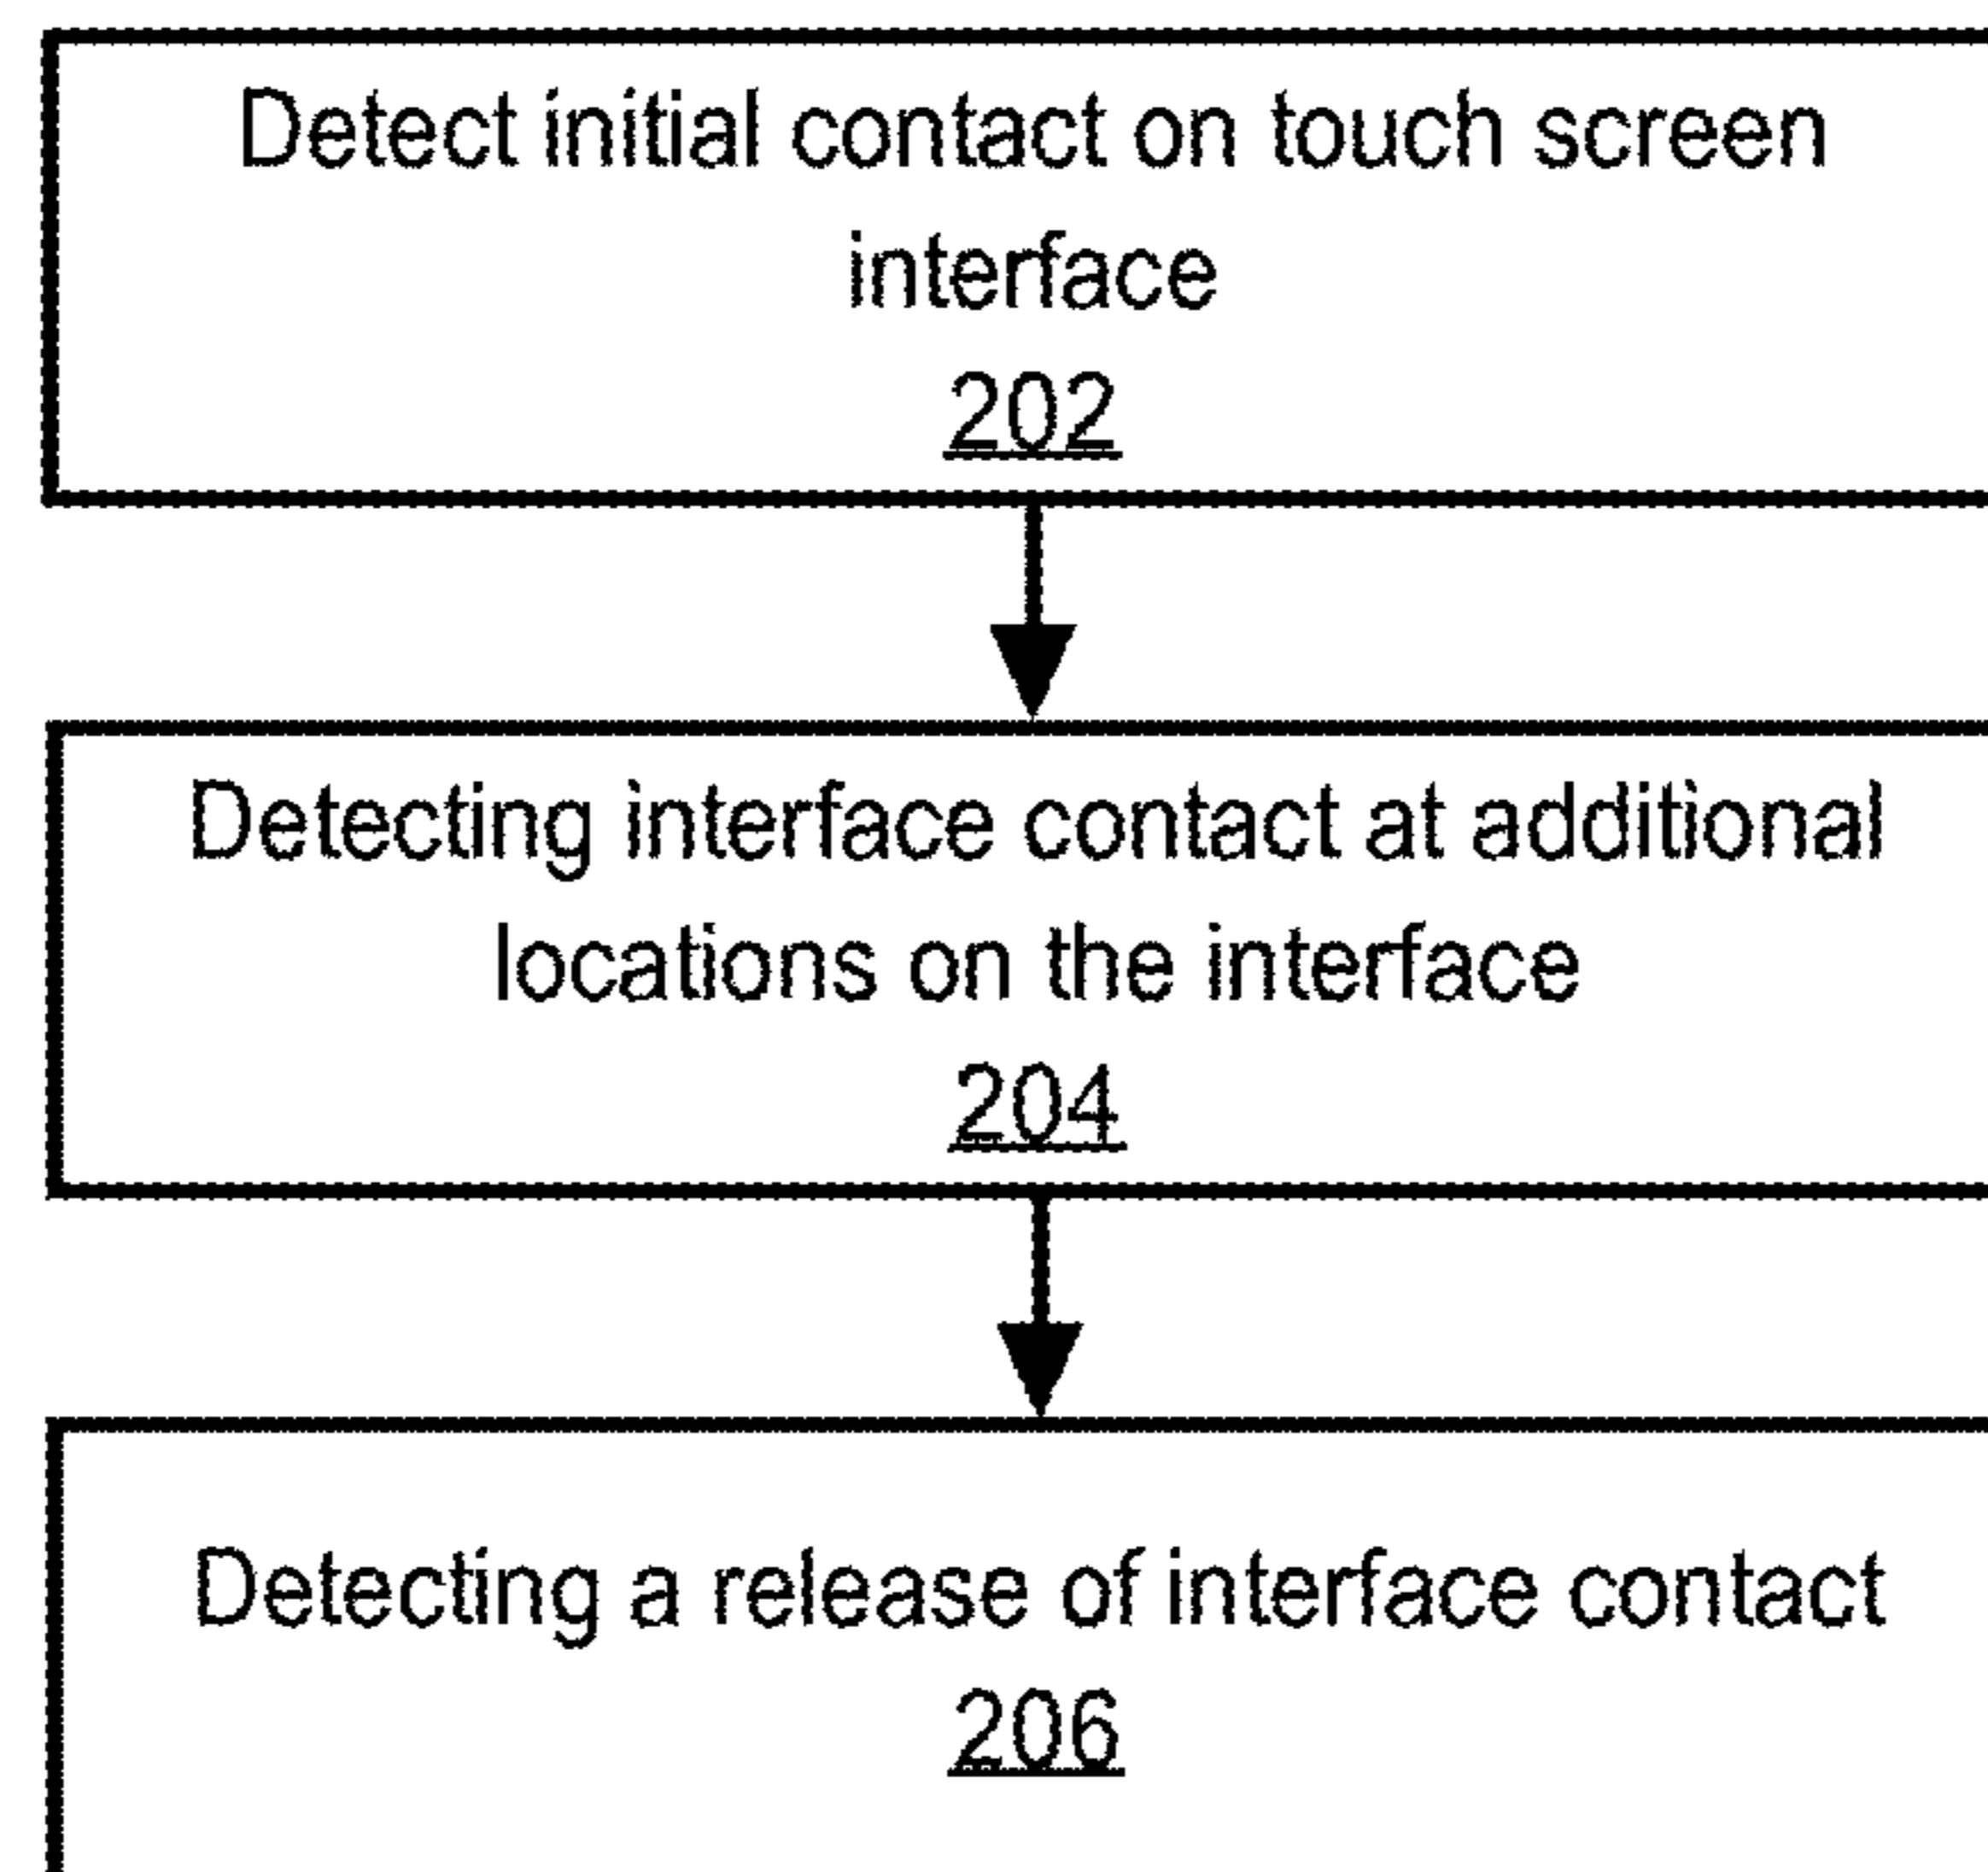 Detect initial contact on touch screen
interface
202
Detecting interface contact at additional
locations on the interface
204
Detecting a release of interface contact
206